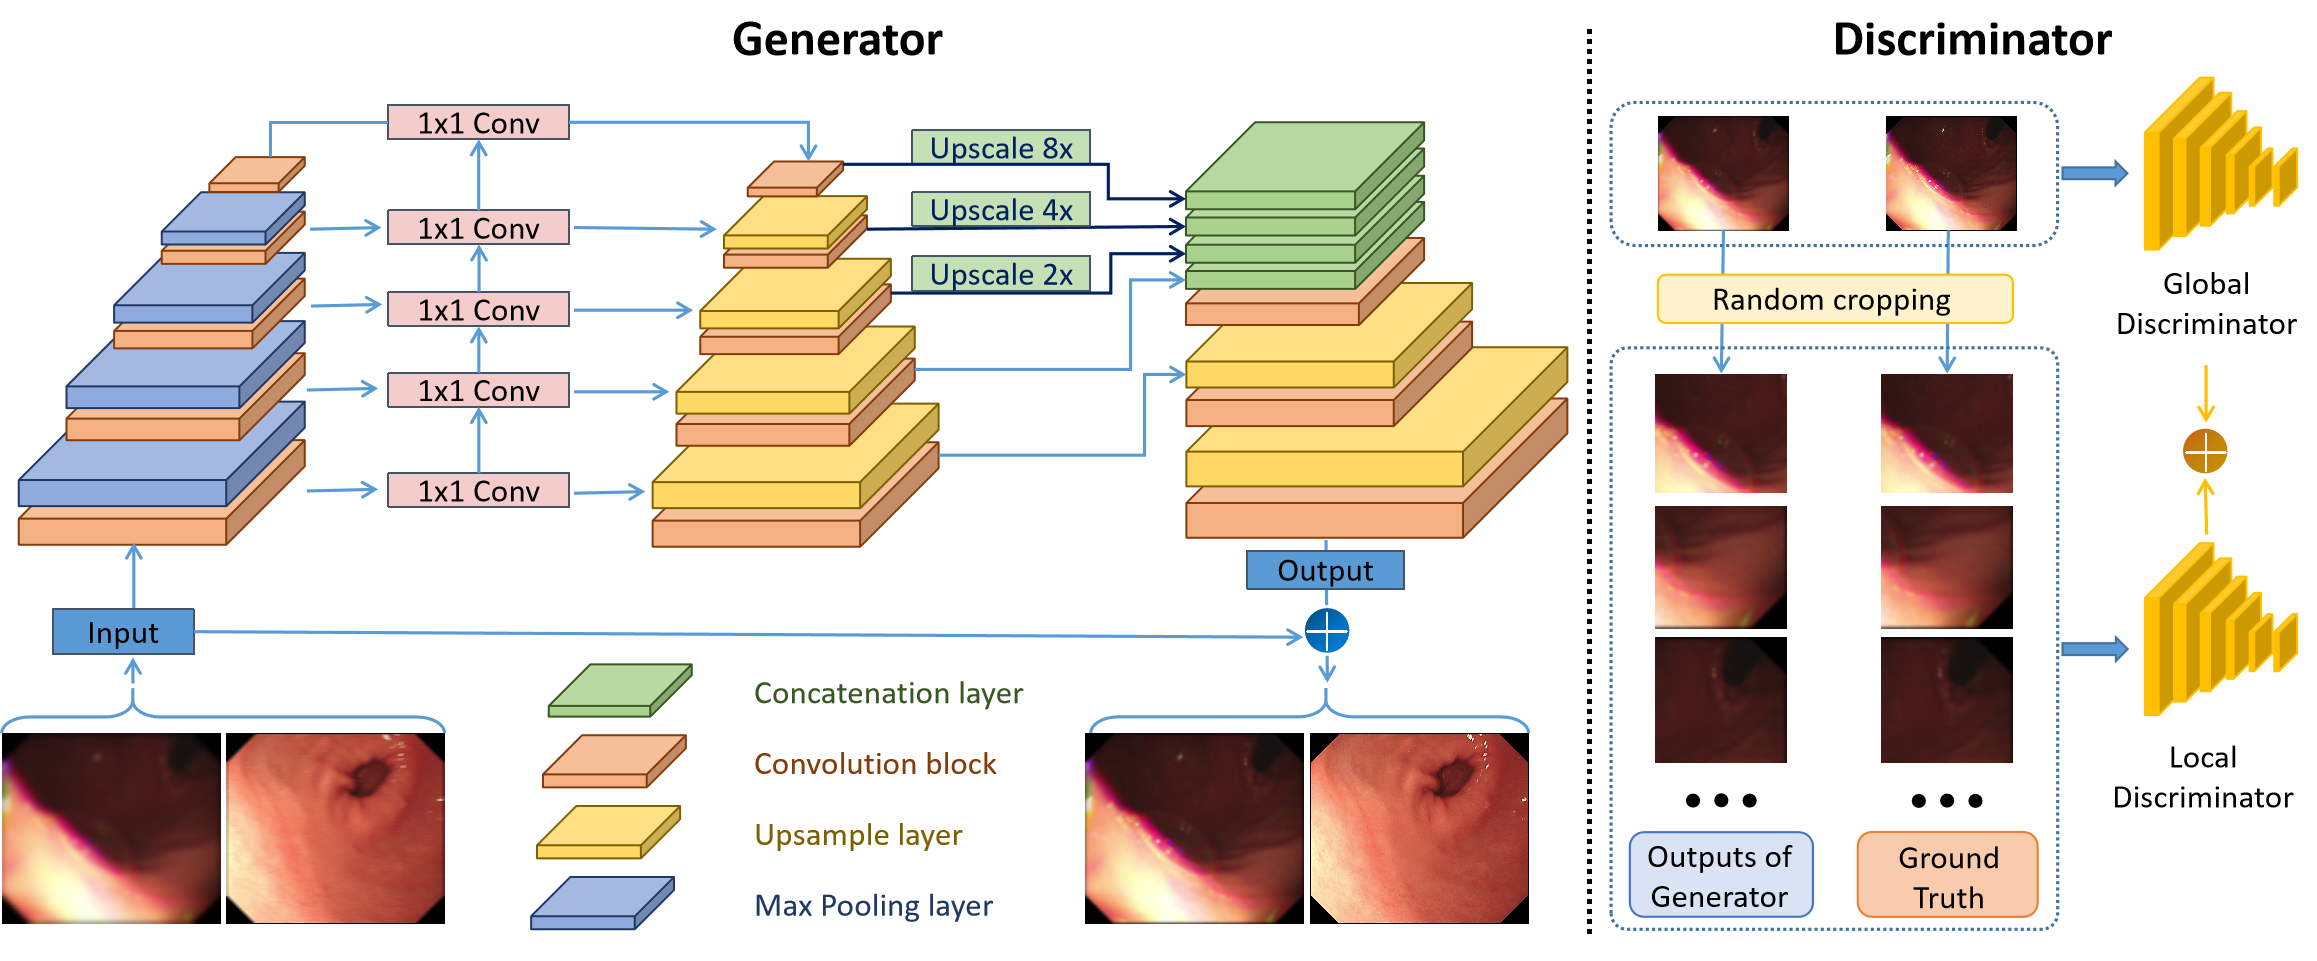 Generator
Discriminator
1x1 Conv
1x1 Conv
1x1 Conv
1x1 Conv
1x1 Conv
Upscale 8x
Upscale 4x
Upscale 2x
Input
Output
Concatenation layer
Convolution block
Upsample layer
Max Pooling layer
Random cropping
Global
Discriminator
Local
Discriminator
Outputs of
Generator
Ground
Truth